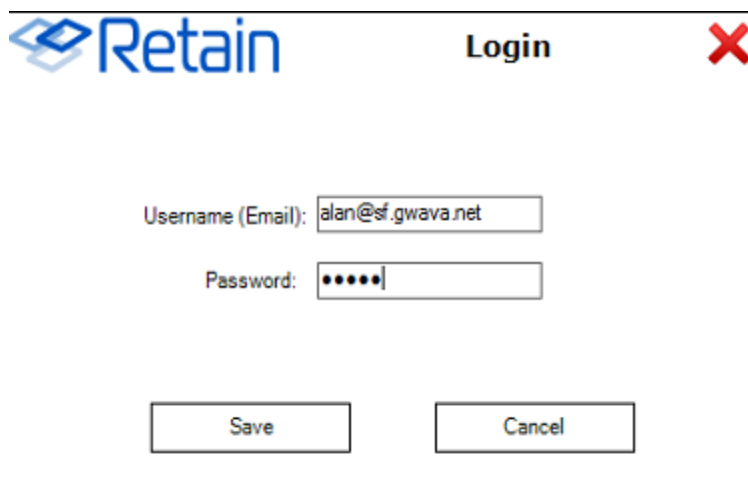 Retain Login
Username (Email): alan@sf.gwava.net
Password: •••••
Save Cancel